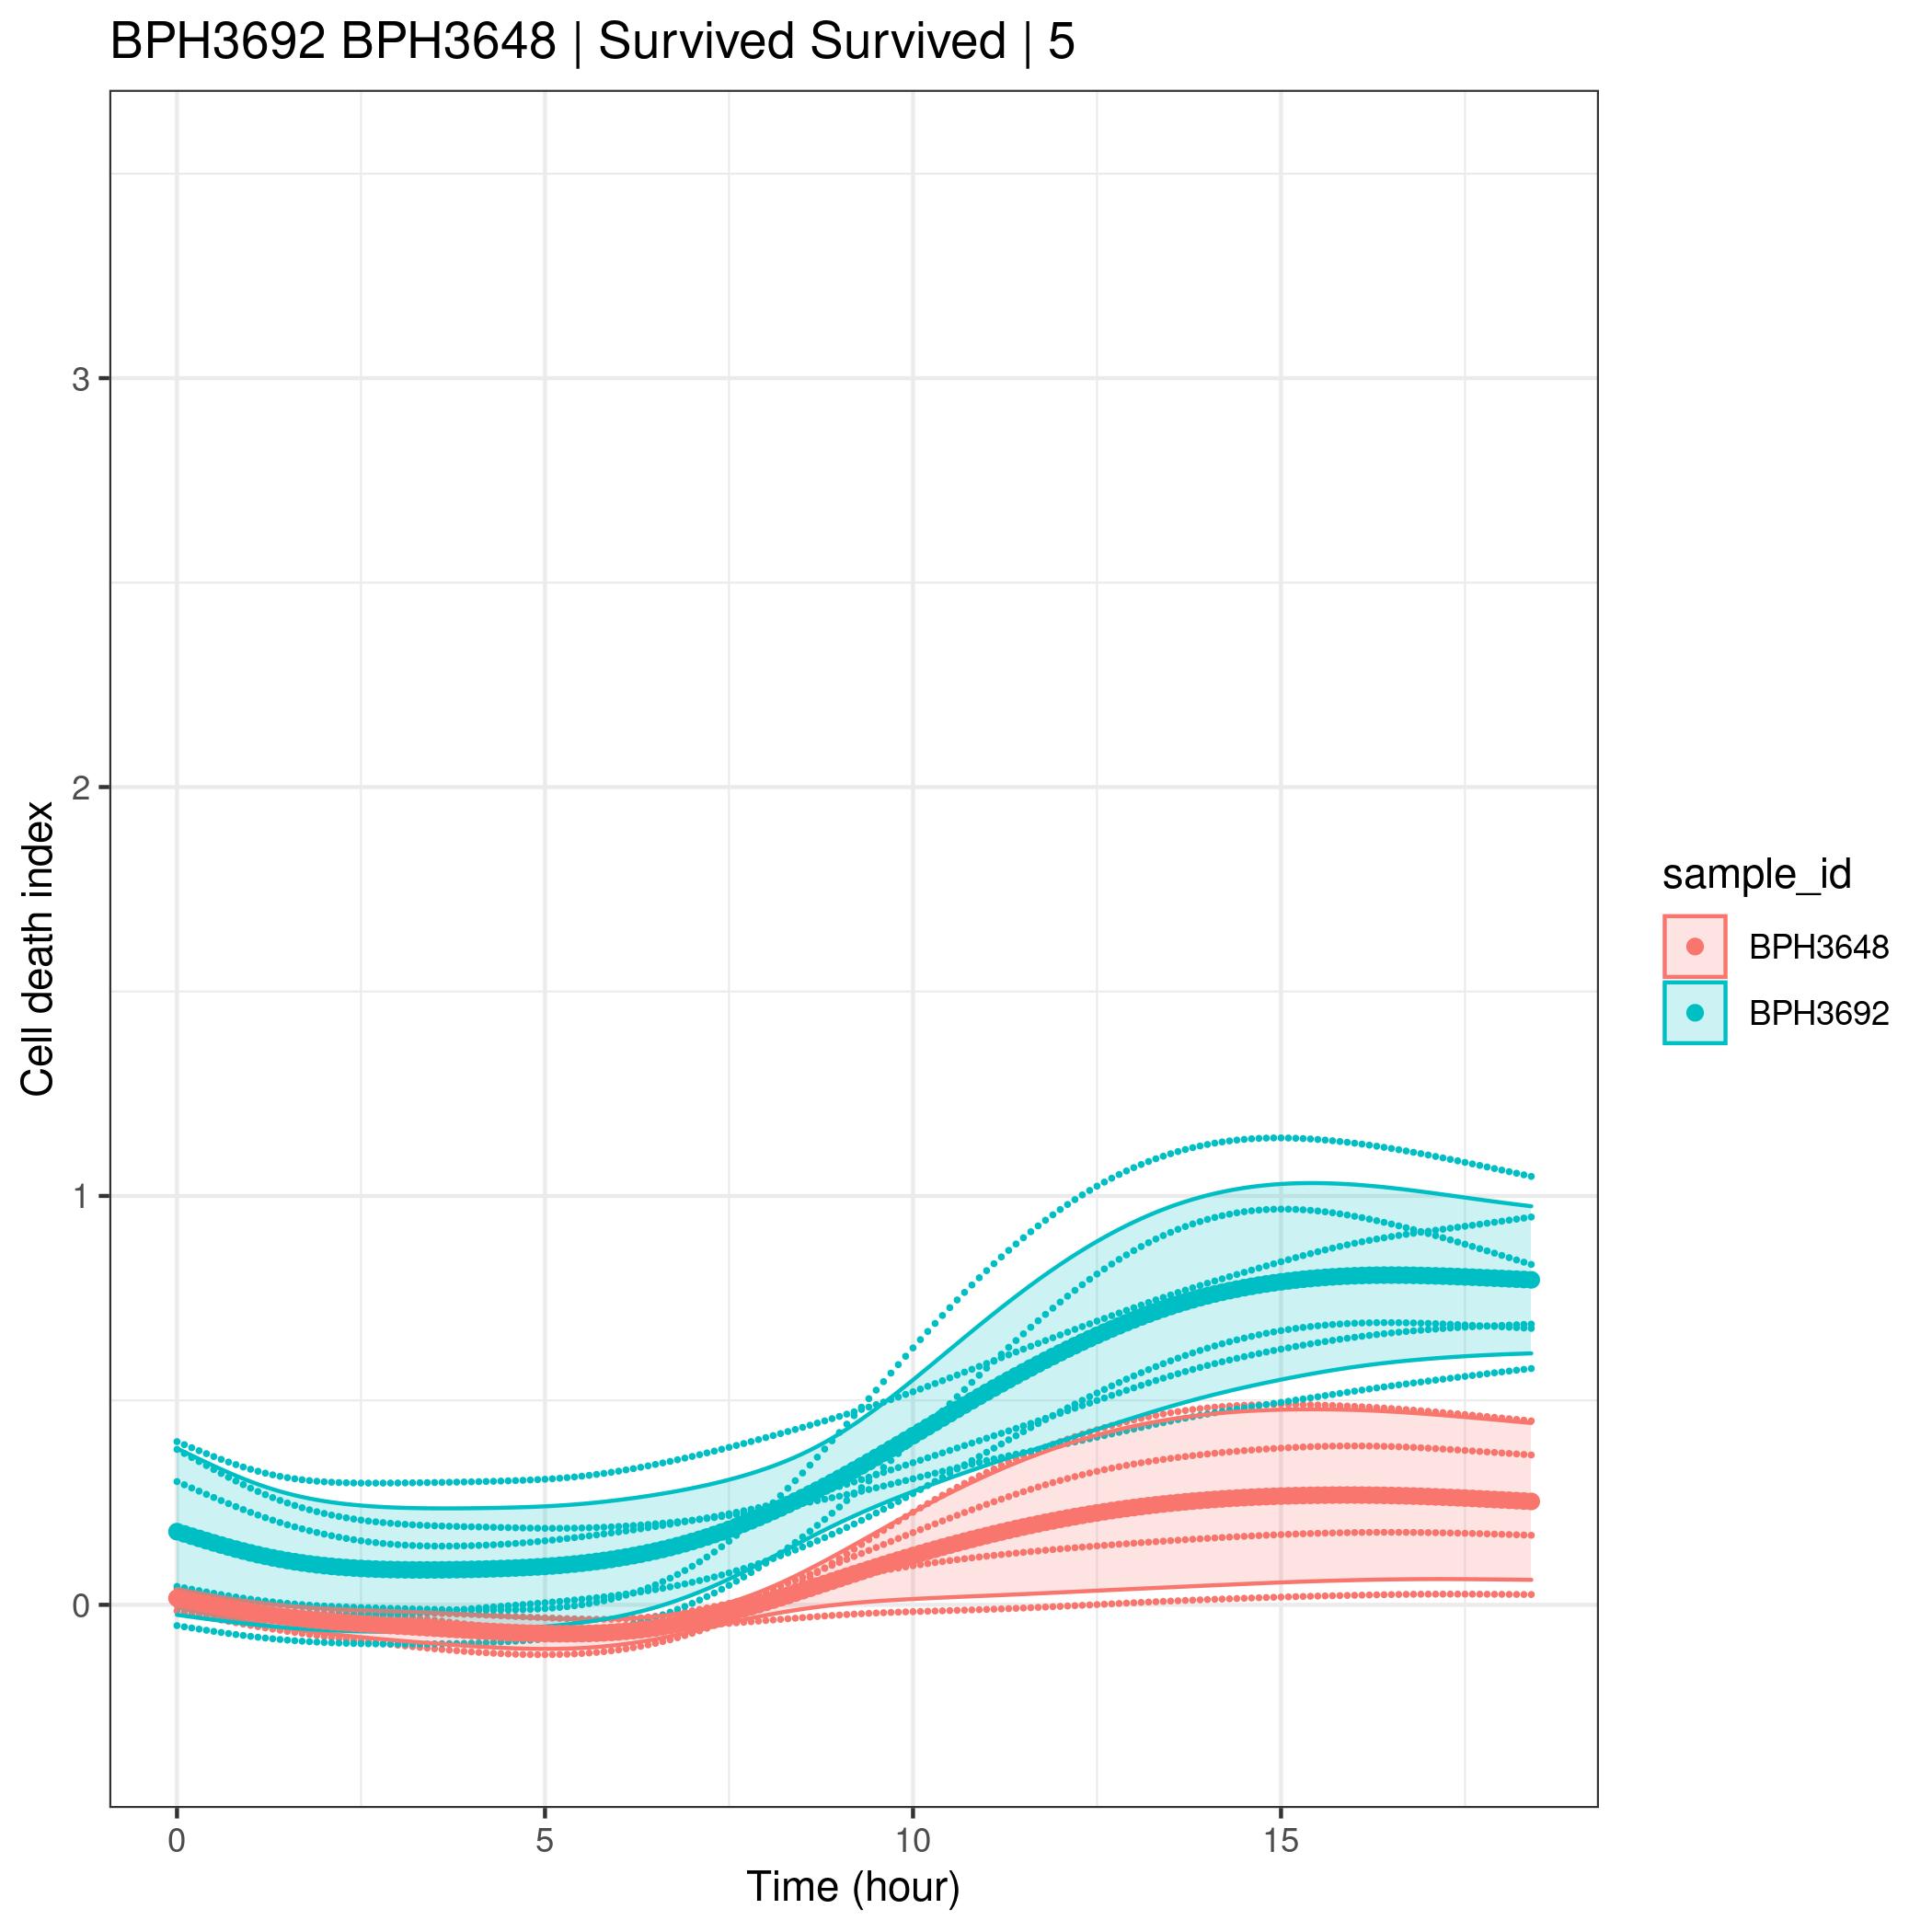 BPH3692 BPH3648 | Survived Survived | 5
3
2
1
0
Cell death index
0 5 10 15
Time (hour)
sample_id
BPH3648
BPH3692